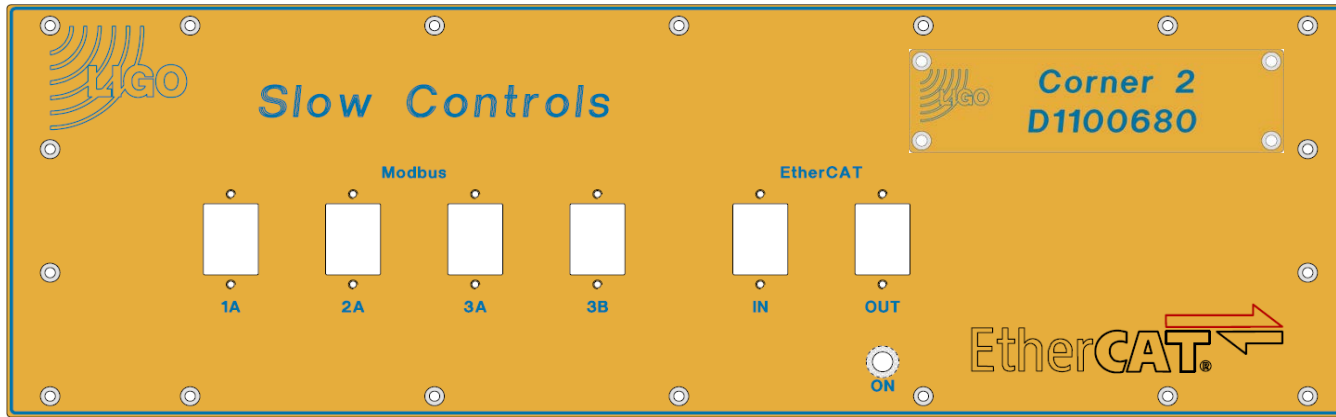 LIGO
Slow Controls
LIGO
Corner 2
D1100680
Modbus
EtherCAT
1A
2A
3A
3B
IN
OUT
ON
EtherCAT®